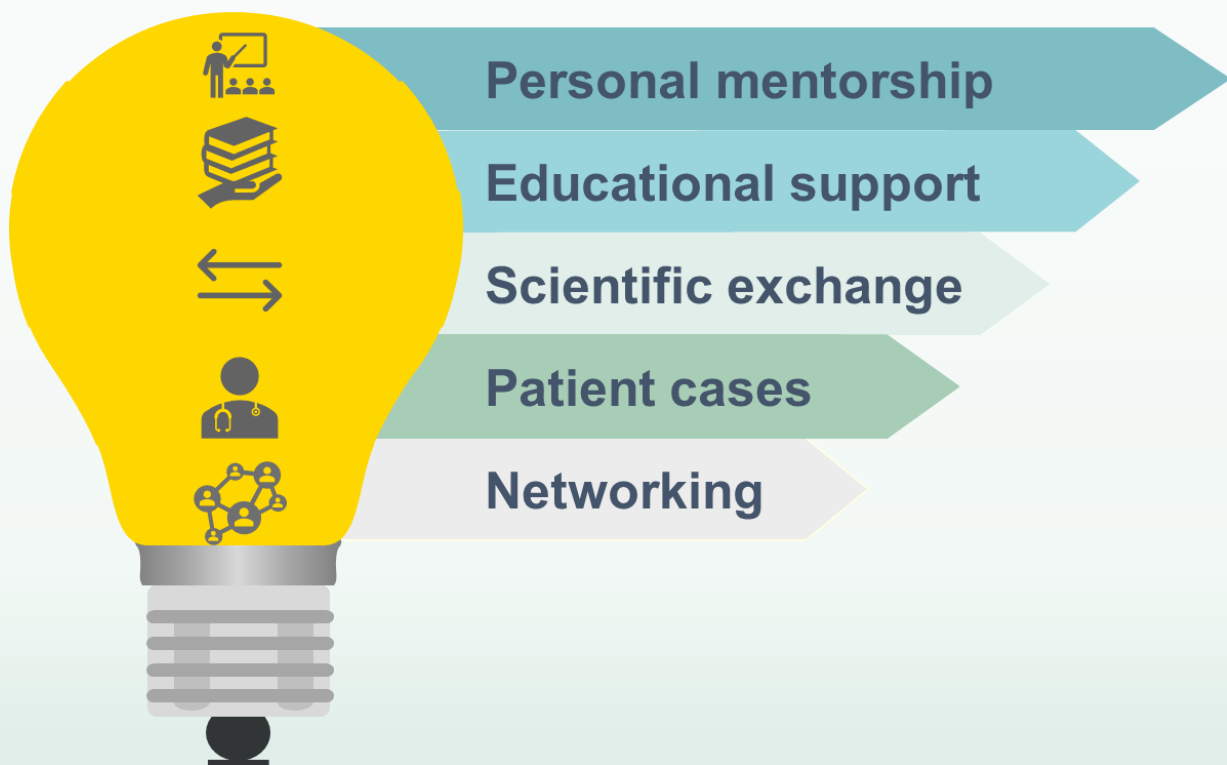 Personal mentorship
Educational support
Scientific exchange
Patient cases
Networking